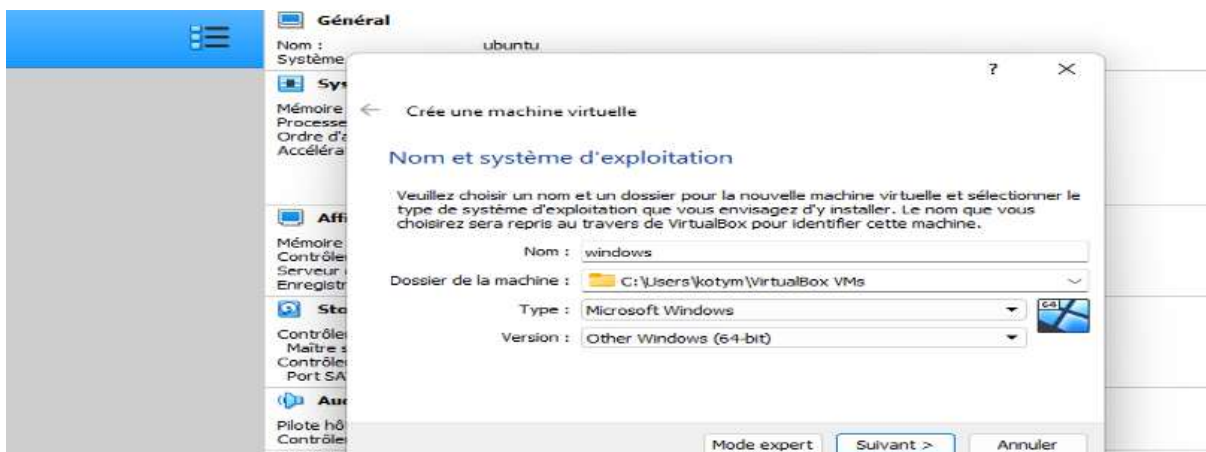 Général
Nom : ubuntu
Système
Sys
Mémoire
Processe
Ordre d'a
Accéléra
Affi
Mémoire
Contrôle
Serveur
Enregistr
Sto
Contrôle
Maître s
Contrôle
Port SA
Aud
Pilote hô
Contrôle
? ×
← Crée une machine virtuelle
Nom et système d'exploitation
Veuillez choisir un nom et un dossier pour la nouvelle machine virtuelle et sélectionner le
type de système d'exploitation que vous envisagez d'y installer. Le nom que vous
choisirez sera repris au travers de VirtualBox pour identifier cette machine.
Nom : windows
Dossier de la machine : C:\Users\kotym\VirtualBox VMs
Type : Microsoft Windows
64
Version : Other Windows (64-bit)
Mode expert Suivant > Annuler